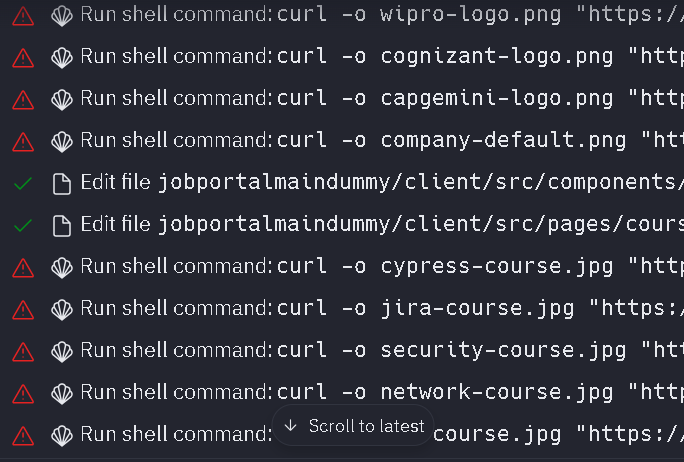 Run shell command: curl -o wipro-logo.png "https:/
Run shell command: curl -o cognizant-logo.png "http
Run shell command: curl -o capgemini-logo.png "http
Run shell command: curl -o company-default.png "htt
Edit file jobportalmaindummy/client/src/components/
Edit file jobportalmaindummy/client/src/pages/cours
Run shell command: curl -o cypress-course.jpg "http
Run shell command: curl -o jira-course.jpg "https:/
Run shell command: curl -o security-course.jpg "htt
Run shell command: curl -o network-course.jpg "http
Scroll to latest
Run shell command: course.jpg "https:/